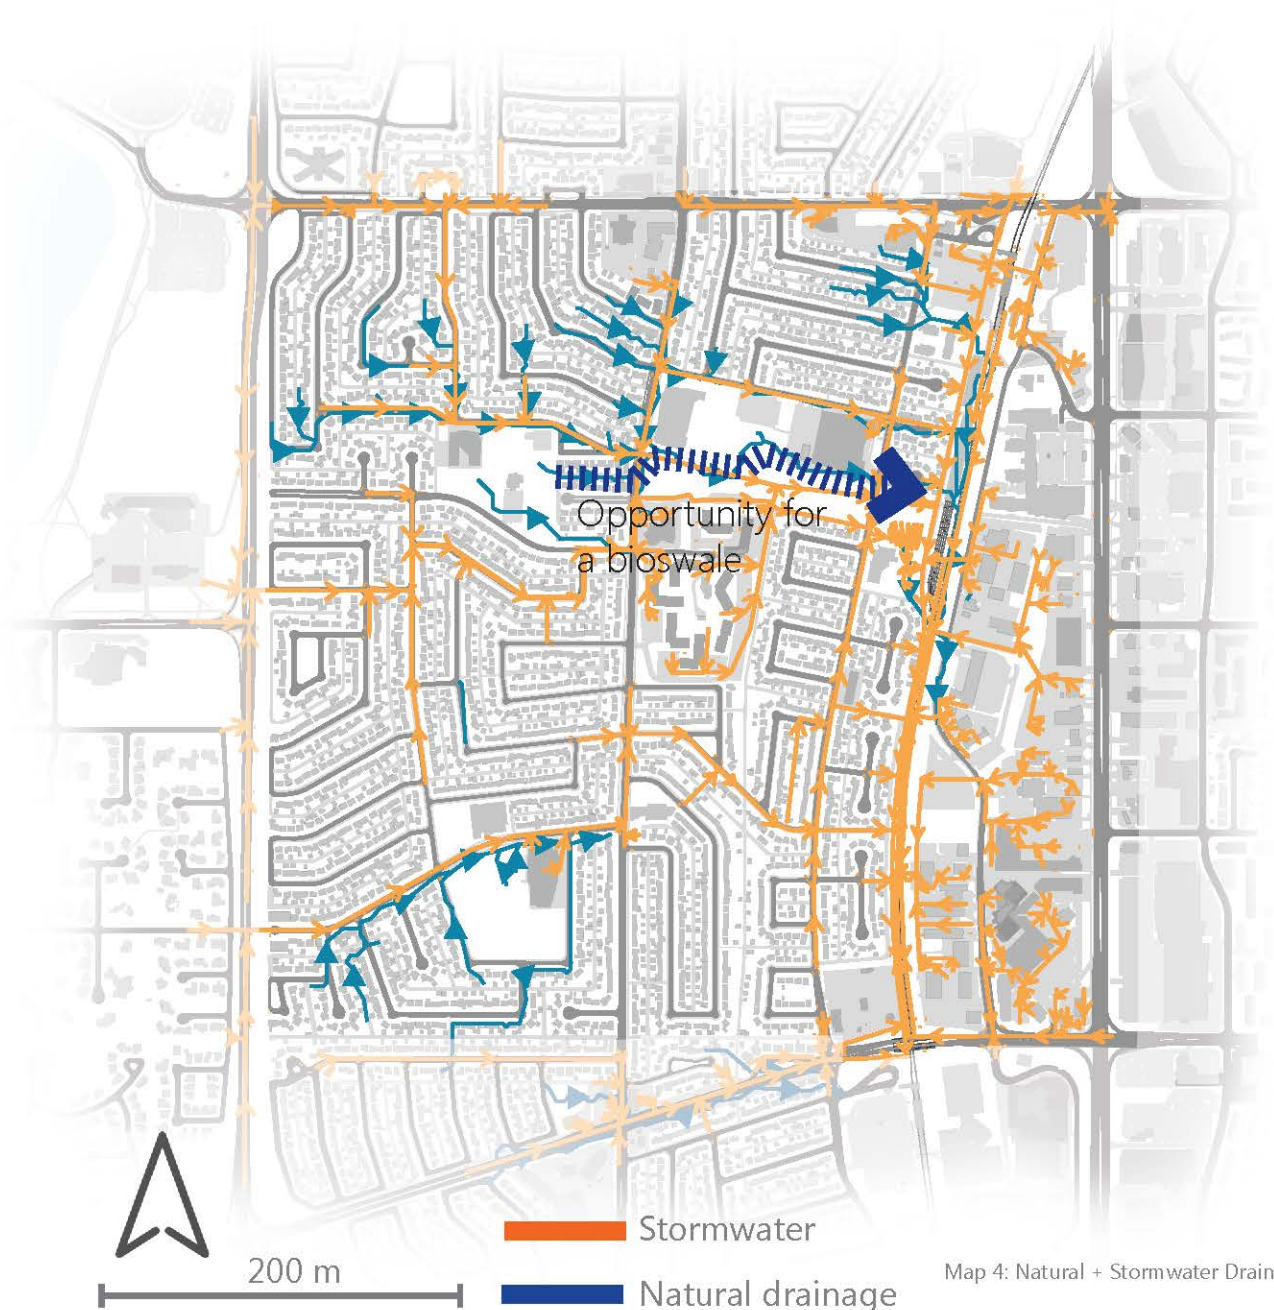 Opportunity for
a bioswale
200 m
Stormwater
Natural drainage
Map 4: Natural + Stormwater Drain